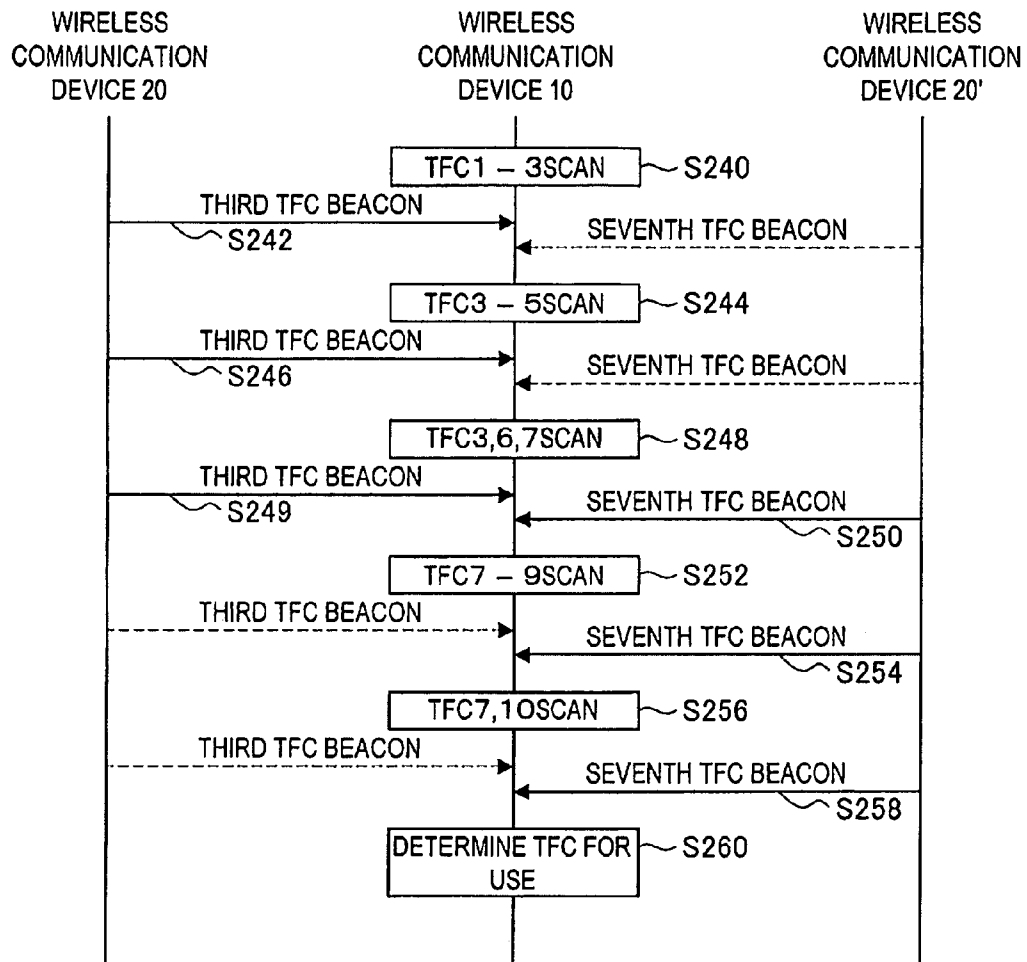 WIRELESS
COMMUNICATION
DEVICE 20
WIRELESS
COMMUNICATION
DEVICE 10
WIRELESS
COMMUNICATION
DEVICE 20'
TFC1 – 3SCAN
S240
THIRD TFC BEACON
S242
SEVENTH TFC BEACON
TFC3 – 5SCAN
S244
THIRD TFC BEACON
S246
SEVENTH TFC BEACON
TFC3,6,7SCAN
S248
THIRD TFC BEACON
S249
SEVENTH TFC BEACON
S250
TFC7 – 9SCAN
S252
THIRD TFC BEACON
SEVENTH TFC BEACON
S254
TFC7,10SCAN
S256
THIRD TFC BEACON
SEVENTH TFC BEACON
S258
DETERMINE TFC FOR
USE
S260